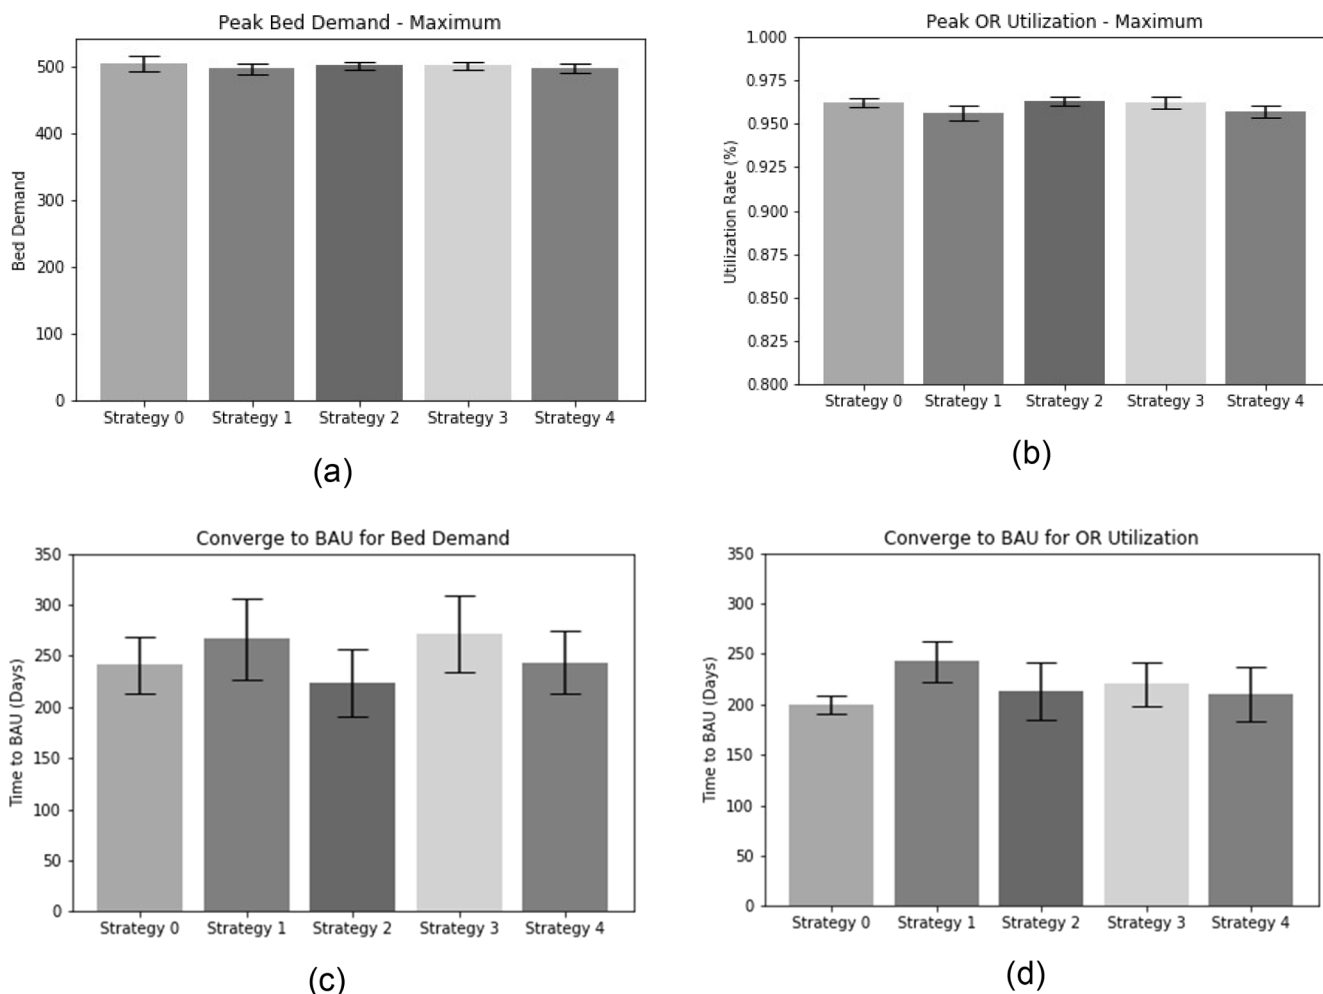 Peak Bed Demand - Maximum
500
400
300
200
100
0
Bed Demand
Strategy 0 Strategy 1 Strategy 2 Strategy 3 Strategy 4
(a)
Peak OR Utilization - Maximum
1.000
0.975
0.950
0.925
0.900
0.875
0.850
0.825
0.800
Utilization Rate (%)
Strategy 0 Strategy 1 Strategy 2 Strategy 3 Strategy 4
(b)
Converge to BAU for Bed Demand
350
300
250
200
150
100
50
0
Time to BAU (Days)
Strategy 0 Strategy 1 Strategy 2 Strategy 3 Strategy 4
(c)
Converge to BAU for OR Utilization
350
300
250
200
150
100
50
0
Time to BAU (Days)
Strategy 0 Strategy 1 Strategy 2 Strategy 3 Strategy 4
(d)